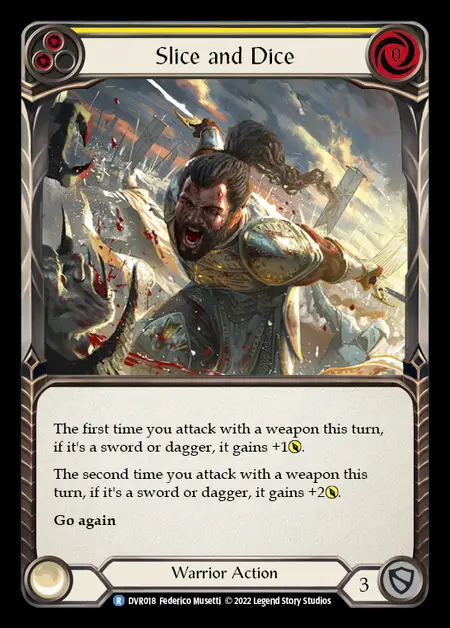 Slice and Dice
0
The first time you attack with a weapon this turn,
if it's a sword or dagger, it gains +1.
The second time you attack with a weapon this
turn, if it's a sword or dagger, it gains +2.
Go again
Warrior Action
3
R DVR018 Federico Musetti © 2022 Legend Story Studios